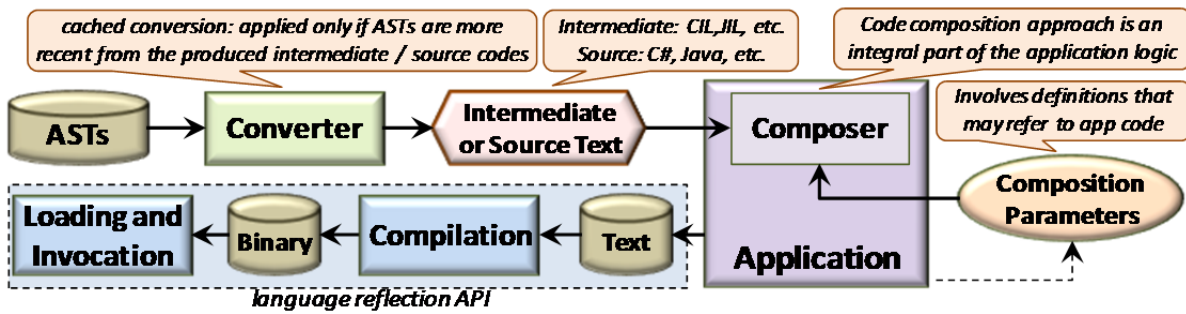 cached conversion: applied only if ASTs are more
recent from the produced intermediate / source codes
Intermediate: CIL,JIL, etc.
Source: C#, Java, etc.
Code composition approach is an
integral part of the application logic
Involves definitions that
may refer to app code
ASTs
Converter
Intermediate
or Source Text
Composer
Composition
Parameters
Application
Loading and
Invocation
Binary
Compilation
Text
language reflection API